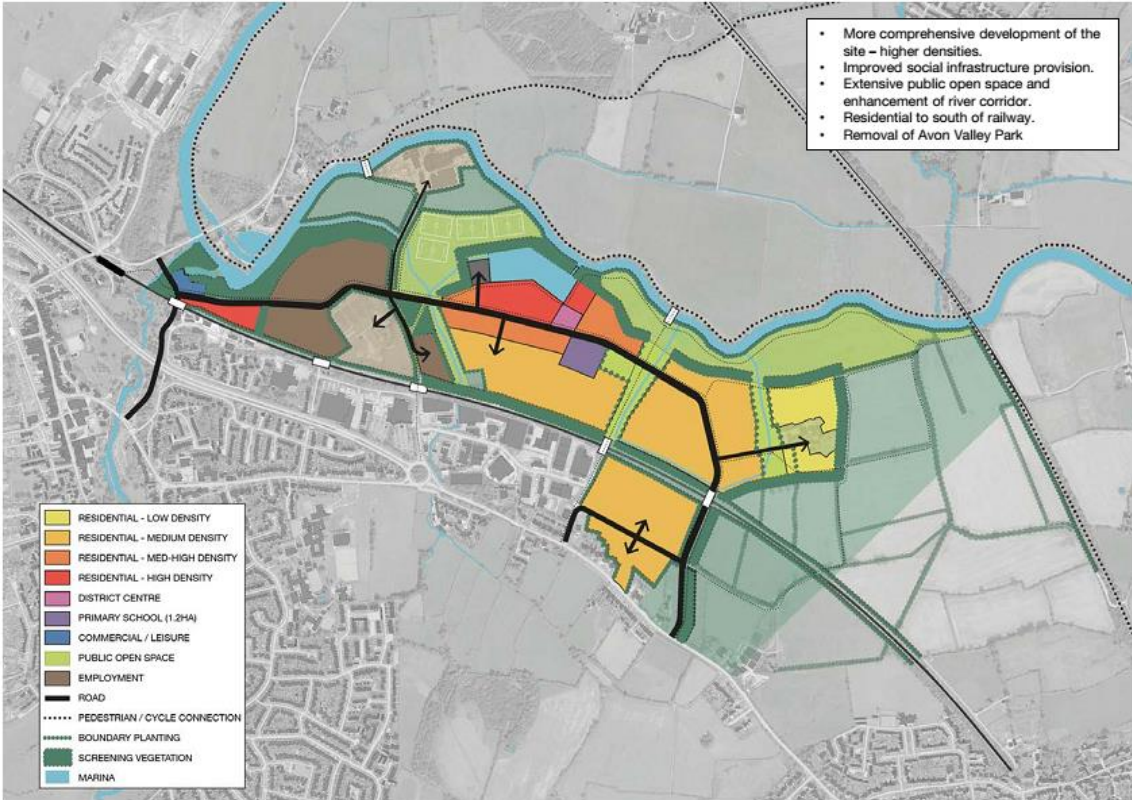 • More comprehensive development of the
site – higher densities.
• Improved social infrastructure provision.
• Extensive public open space and
enhancement of river corridor.
• Residential to south of railway.
• Removal of Avon Valley Park
RESIDENTIAL - LOW DENSITY
RESIDENTIAL - MEDIUM DENSITY
RESIDENTIAL - MED-HIGH DENSITY
RESIDENTIAL - HIGH DENSITY
DISTRICT CENTRE
PRIMARY SCHOOL (1.2HA)
COMMERCIAL / LEISURE
PUBLIC OPEN SPACE
EMPLOYMENT
ROAD
PEDESTRIAN / CYCLE CONNECTION
BOUNDARY PLANTING
SCREENING VEGETATION
MARINA